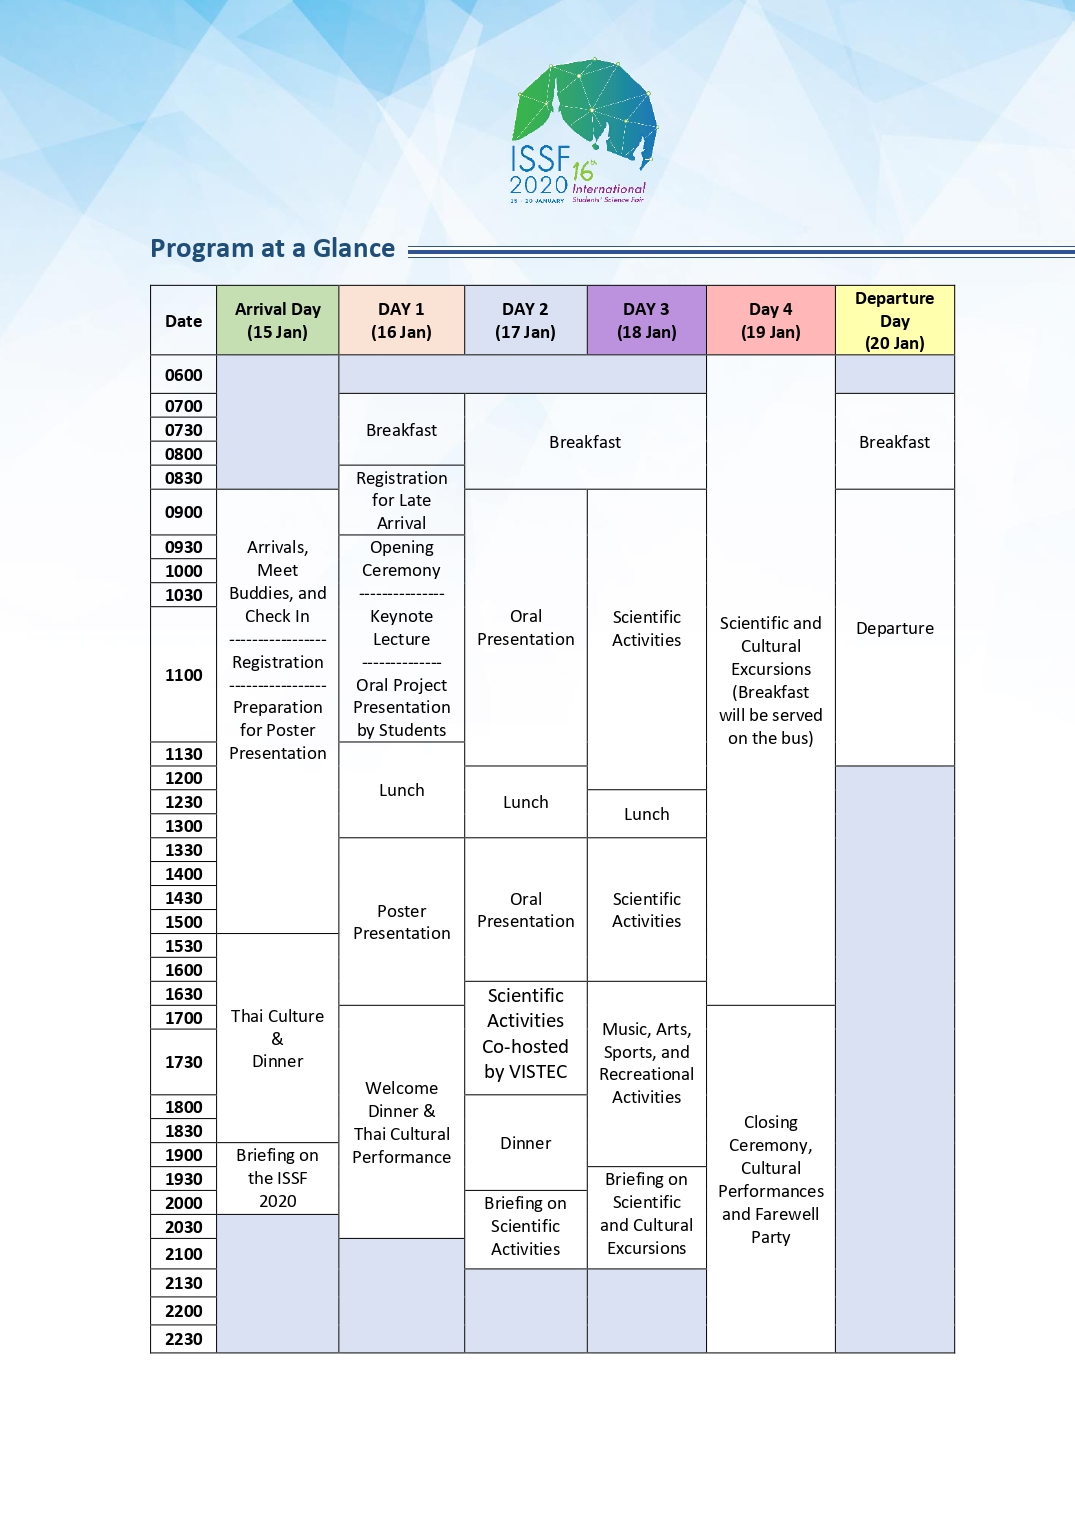 ISSF
2020
16th
International
Students' Science Fair
15 - 20 JANUARY
Program at a Glance
Date
Arrival Day
(15 Jan)
DAY 1
(16 Jan)
DAY 2
(17 Jan)
DAY 3
(18 Jan)
Day 4
(19 Jan)
Departure
Day
(20 Jan)
0600
0700
0730
0800
0830
0900
0930
1000
1030
1100
1130
1200
1230
1300
1330
1400
1430
1500
1530
1600
1630
1700
1730
1800
1830
1900
1930
2000
2030
2100
2130
2200
2230
Arrivals,
Meet
Buddies, and
Check In
-----------------
Registration
-----------------
Preparation
for Poster
Presentation
Thai Culture
&
Dinner
Briefing on
the ISSF
2020
Breakfast
Registration
for Late
Arrival
Opening
Ceremony
---------------
Keynote
Lecture
--------------
Oral Project
Presentation
by Students
Lunch
Poster
Presentation
Welcome
Dinner &
Thai Cultural
Performance
Breakfast
Oral
Presentation
Lunch
Oral
Presentation
Scientific
Activities
Co-hosted
by VISTEC
Dinner
Briefing on
Scientific
Activities
Scientific
Activities
Lunch
Scientific
Activities
Music, Arts,
Sports, and
Recreational
Activities
Briefing on
Scientific
and Cultural
Excursions
Scientific and
Cultural
Excursions
(Breakfast
will be served
on the bus)
Closing
Ceremony,
Cultural
Performances
and Farewell
Party
Breakfast
Departure